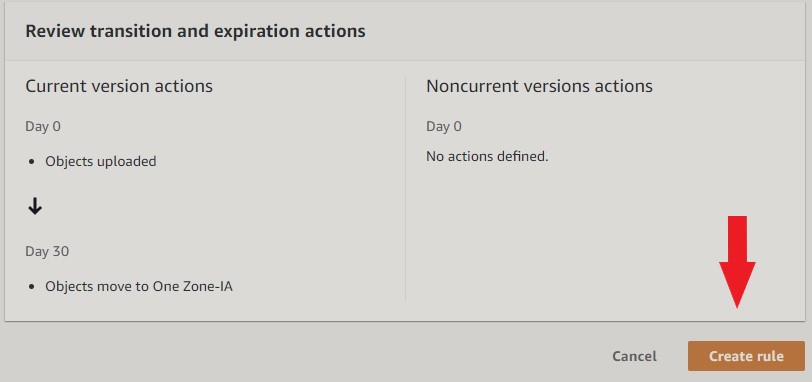 Review transition and expiration actions
Current version actions
Day 0
• Objects uploaded
Day 30
• Objects move to One Zone-IA
Noncurrent versions actions
Day 0
No actions defined.
Cancel
Create rule